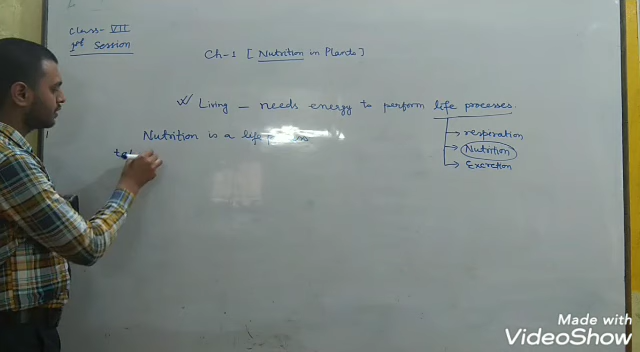 Class- VII
1st Session
Ch-1 [ Nutrition in Plants ]
Living – needs energy to perform life processes.
→ respiration
→ Nutrition
→ Excretion
Nutrition is a life
Made with
VideoShow